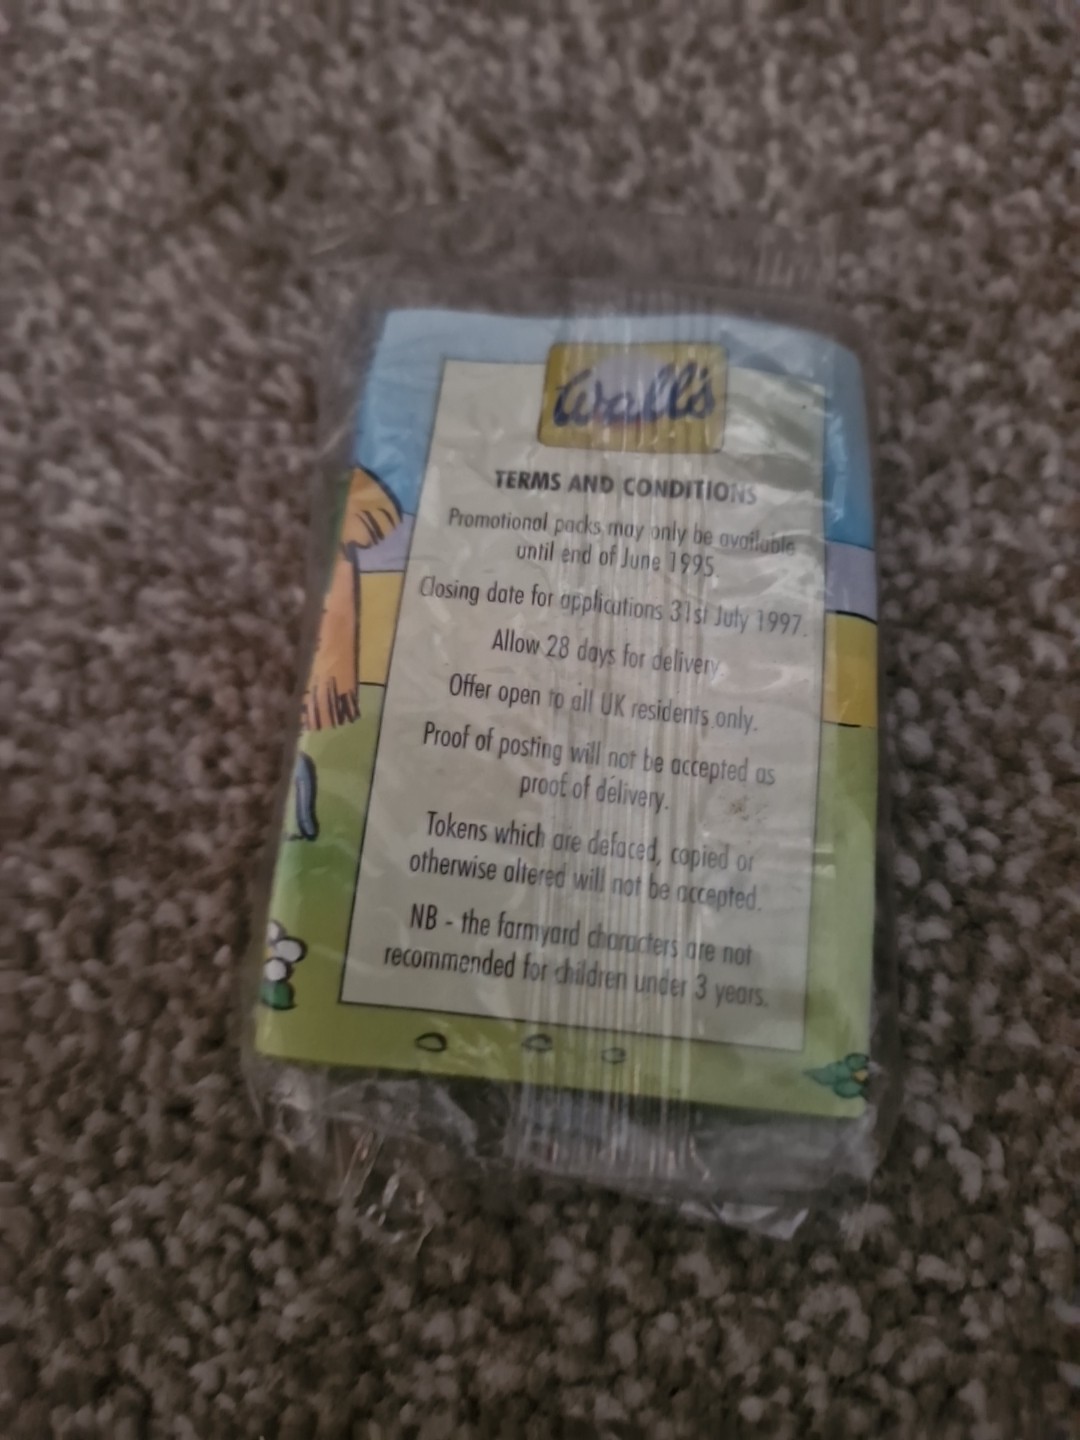 Wall's
TERMS AND CONDITIONS
Promotional packs may only be available
until end of June 1995.
Closing date for applications 31st July 1997.
Allow 28 days for delivery.
Offer open to all UK residents only.
Proof of posting will not be accepted as
proof of delivery.
Tokens which are defaced, copied or
otherwise altered will not be accepted.
NB - the farmyard characters are not
recommended for children under 3 years.